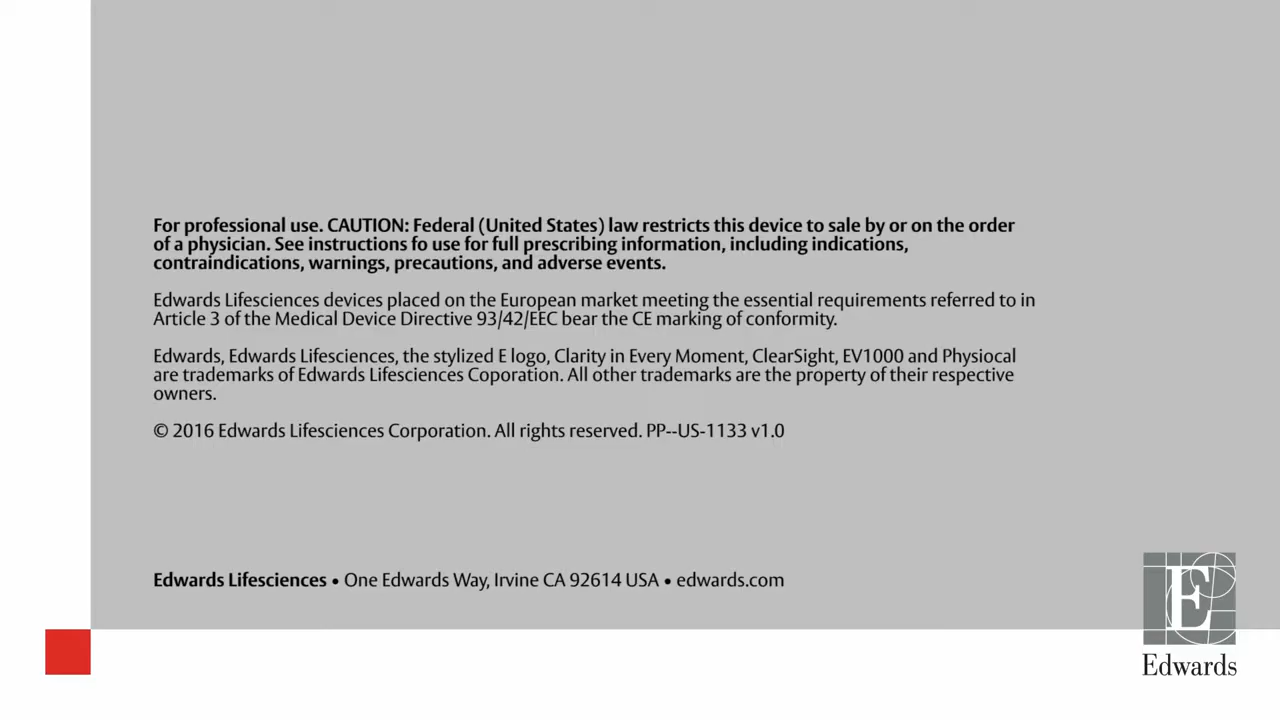 For professional use. CAUTION: Federal (United States) law restricts this device to sale by or on the order
of a physician. See instructions fo use for full prescribing information, including indications,
contraindications, warnings, precautions, and adverse events.
Edwards Lifesciences devices placed on the European market meeting the essential requirements referred to in
Article 3 of the Medical Device Directive 93/42/EEC bear the CE marking of conformity.
Edwards, Edwards Lifesciences, the stylized E logo, Clarity in Every Moment, ClearSight, EV1000 and Physiocal
are trademarks of Edwards Lifesciences Coporation. All other trademarks are the property of their respective
owners.
© 2016 Edwards Lifesciences Corporation. All rights reserved. PP--US-1133 v1.0
Edwards Lifesciences • One Edwards Way, Irvine CA 92614 USA • edwards.com
E
Edwards